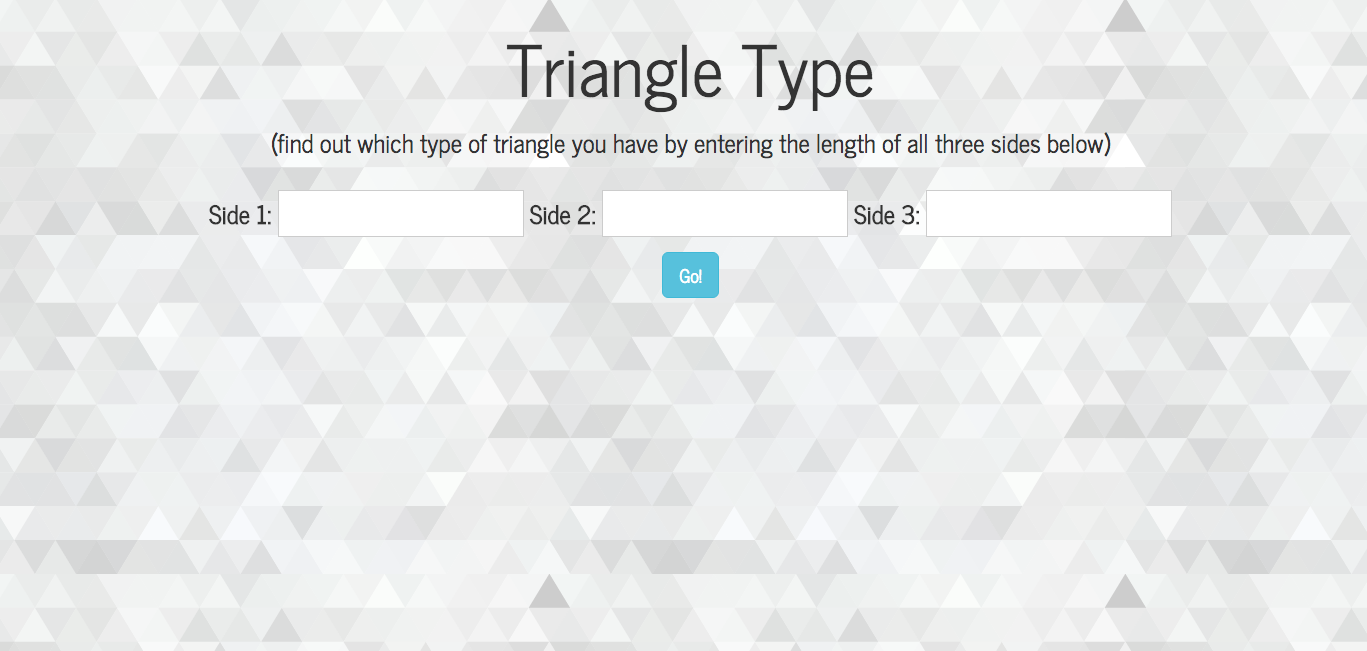 Triangle Type
(find out which type of triangle you have by entering the length of all three sides below)
Side 1: Side 2: Side 3:
Go!